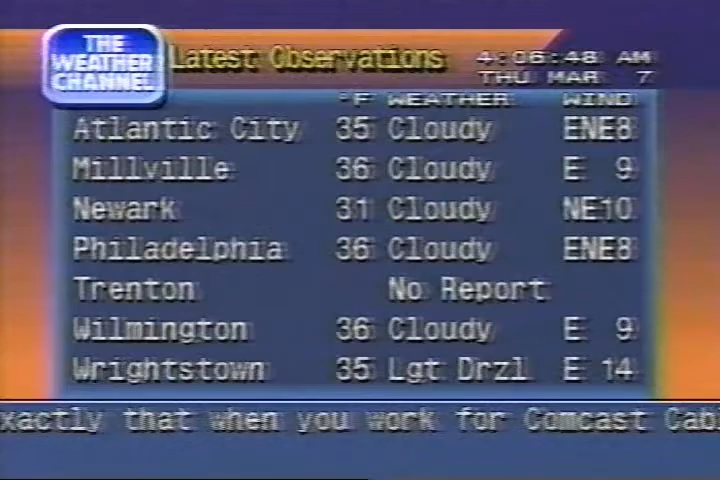 THE
WEATHER
CHANNEL
Latest Observations
4:06:48 AM
THU MAR 7
°F WEATHER WIND
Atlantic City 35 Cloudy ENE8
Millville 36 Cloudy E 9
Newark 31 Cloudy NE10
Philadelphia 36 Cloudy ENE8
Trenton No Report
Wilmington 36 Cloudy E 9
Wrightstown 35 Lgt Drzl E 14
xactly that when you work for Comcast Cab